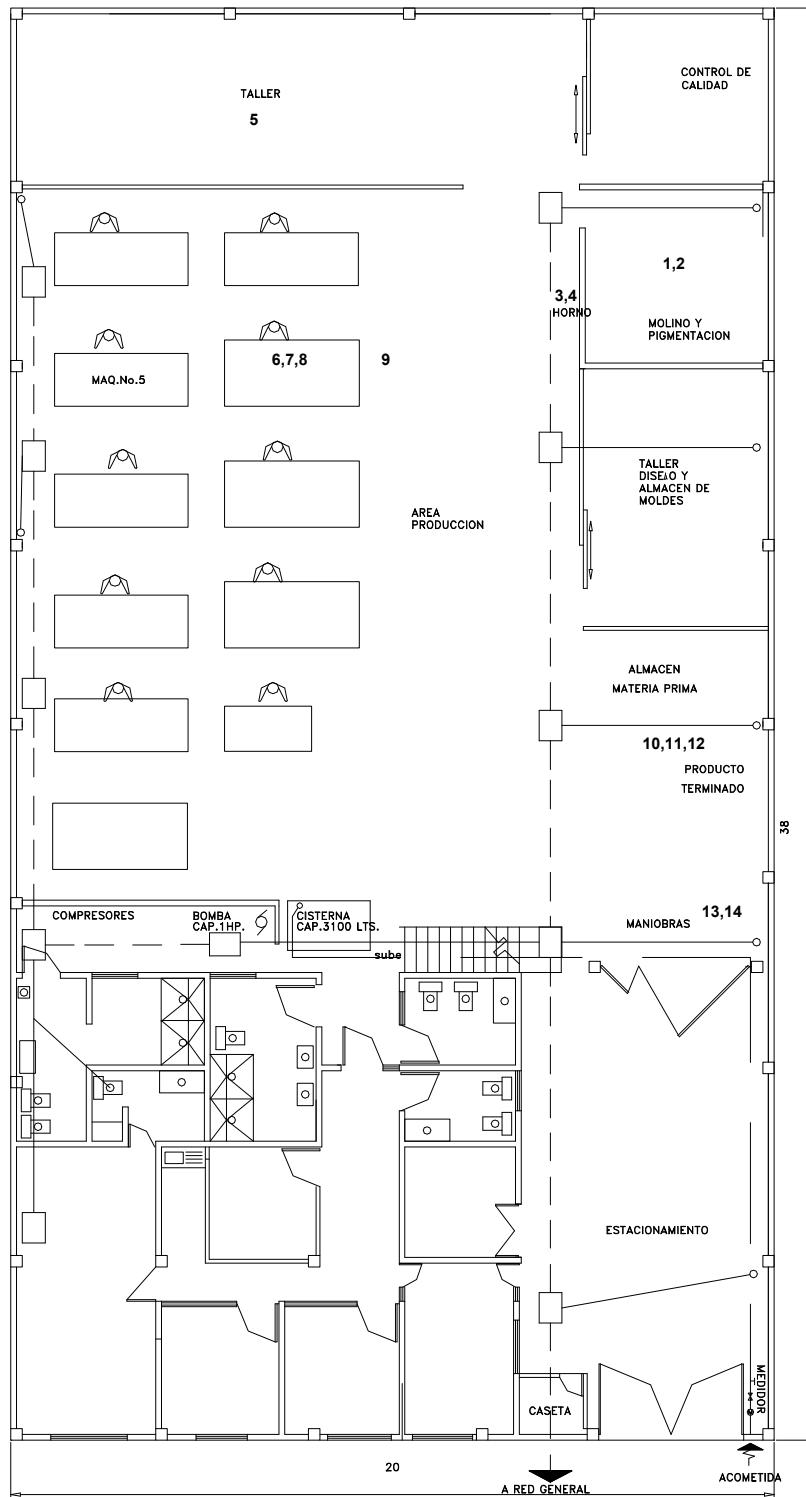 CONTROL DE
CALIDAD
TALLER
5
1,2
3,4
HORNO
MOLINO Y
PIGMENTACION
6,7,8
9
MAQ.No.5
TALLER
DISEÑO Y
ALMACEN DE
MOLDES
AREA
PRODUCCION
ALMACEN
MATERIA PRIMA
10,11,12
PRODUCTO
TERMINADO
38
COMPRESORES
BOMBA
CAP.1HP.
CISTERNA
CAP.3100 LTS.
13,14
MANIOBRAS
sube
ESTACIONAMIENTO
MEDIDOR
CASETA
20
A RED GENERAL
ACOMETIDA